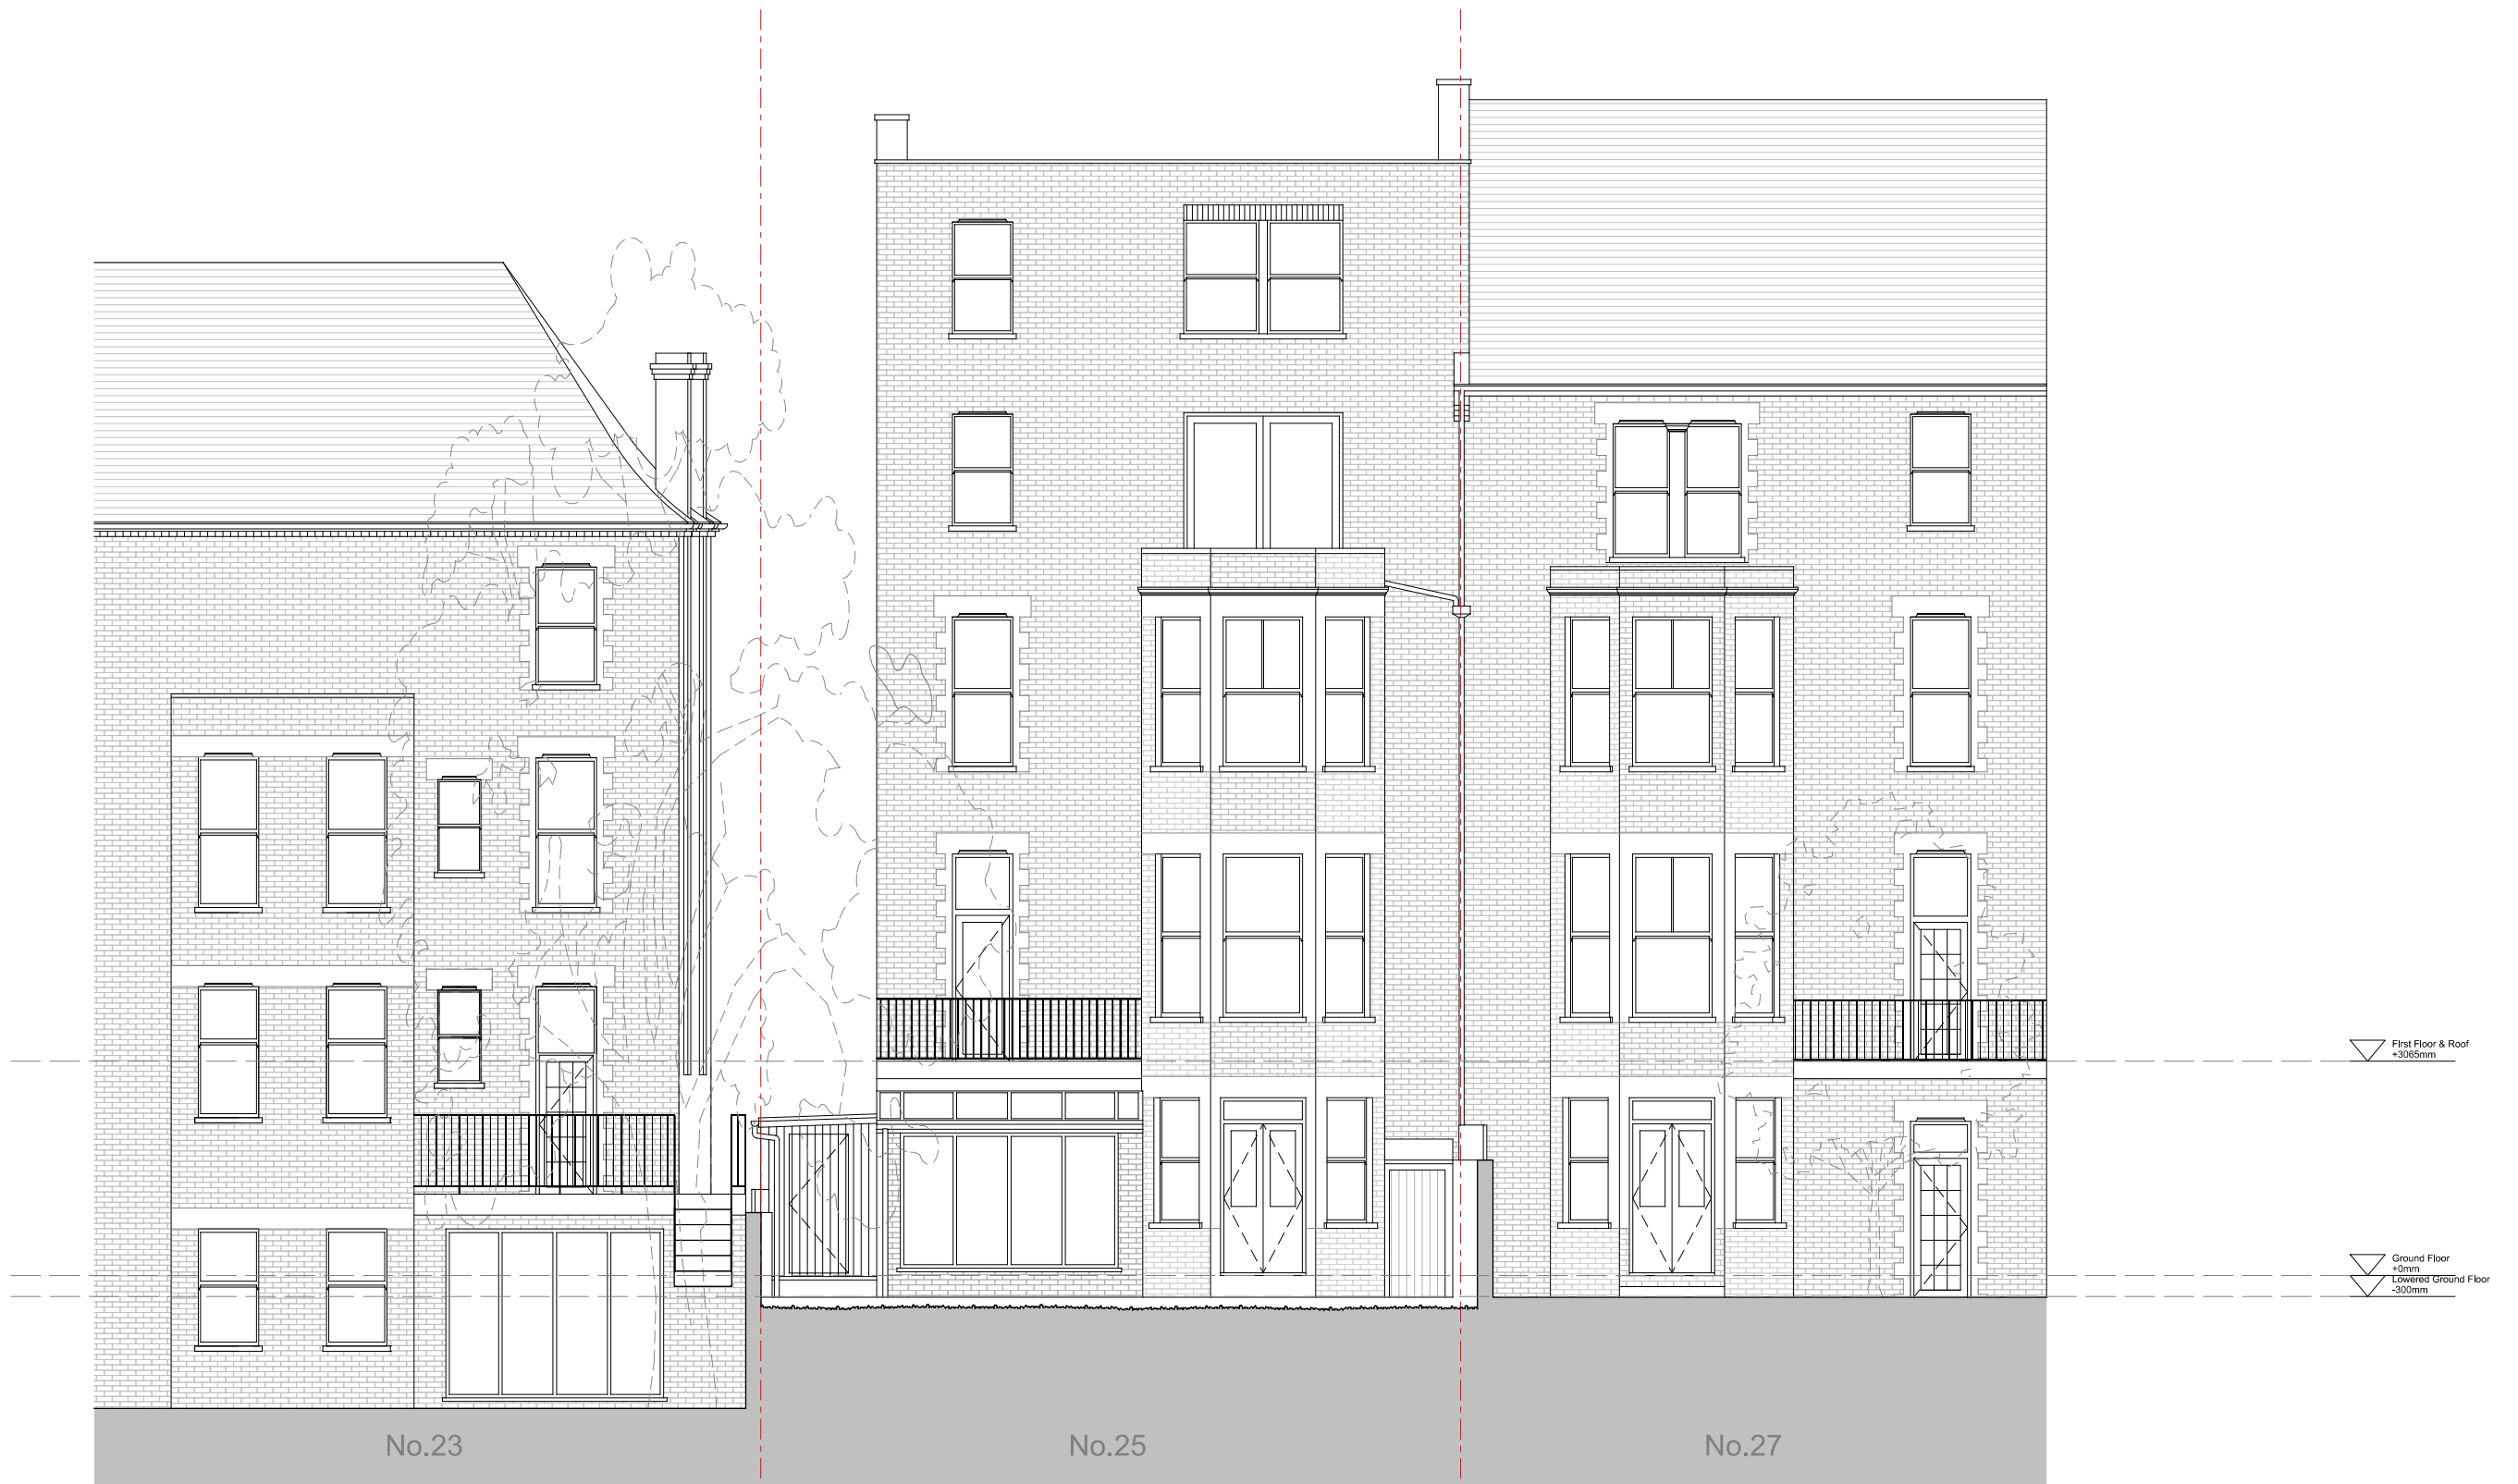 FIrst Floor & Roof
+3065mm
Ground Floor
+0mm
Lowered Ground Floor
-300mm
No.23
No.25
No.27